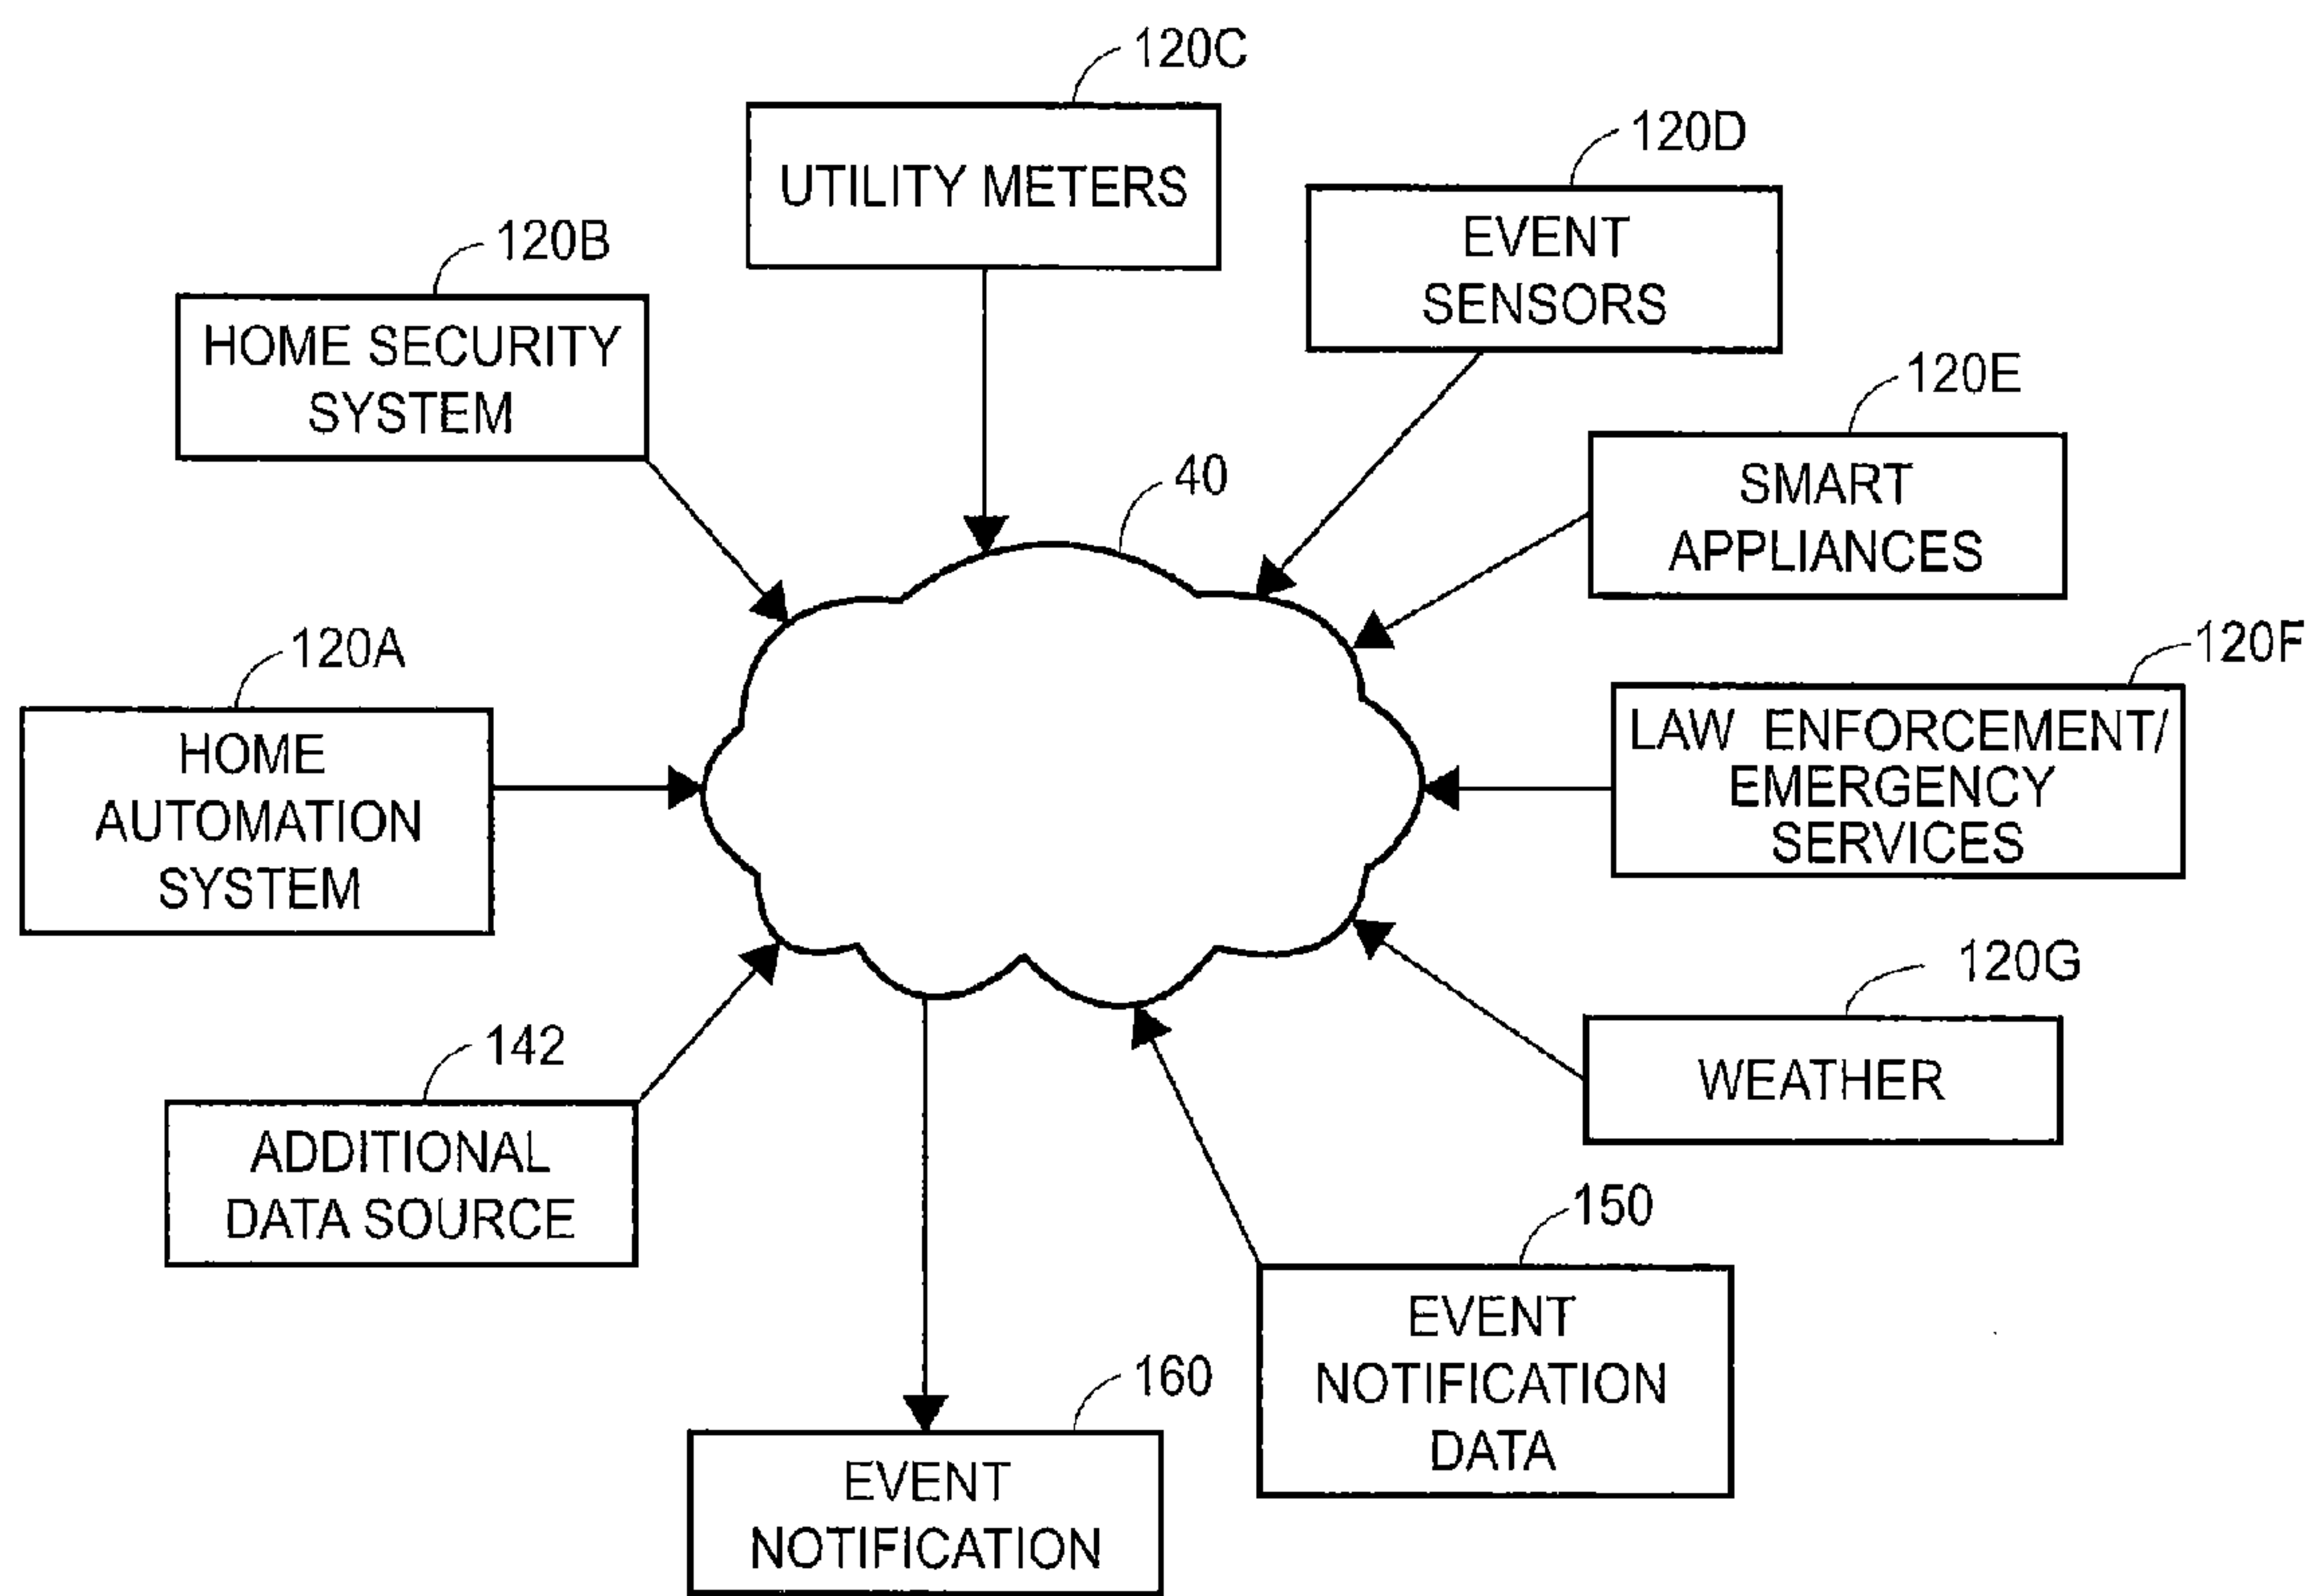 120C
UTILITY METERS
120D
EVENT
SENSORS
120B
HOME SECURITY
SYSTEM
120E
SMART
APPLIANCES
40
120A
HOME
AUTOMATION
SYSTEM
120F
LAW ENFORCEMENT/
EMERGENCY
SERVICES
120G
WEATHER
142
ADDITIONAL
DATA SOURCE
150
EVENT
NOTIFICATION
DATA
160
EVENT
NOTIFICATION